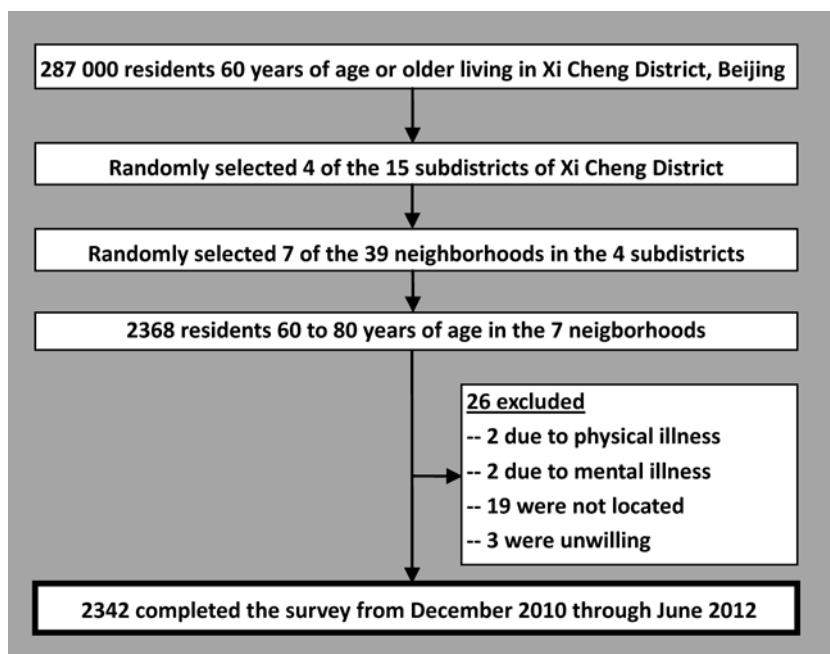 287 000 residents 60 years of age or older living in Xi Cheng District, Beijing
Randomly selected 4 of the 15 subdistricts of Xi Cheng District
Randomly selected 7 of the 39 neighborhoods in the 4 subdistricts
2368 residents 60 to 80 years of age in the 7 neigborhoods
26 excluded
-- 2 due to physical illness
-- 2 due to mental illness
-- 19 were not located
-- 3 were unwilling
2342 completed the survey from December 2010 through June 2012